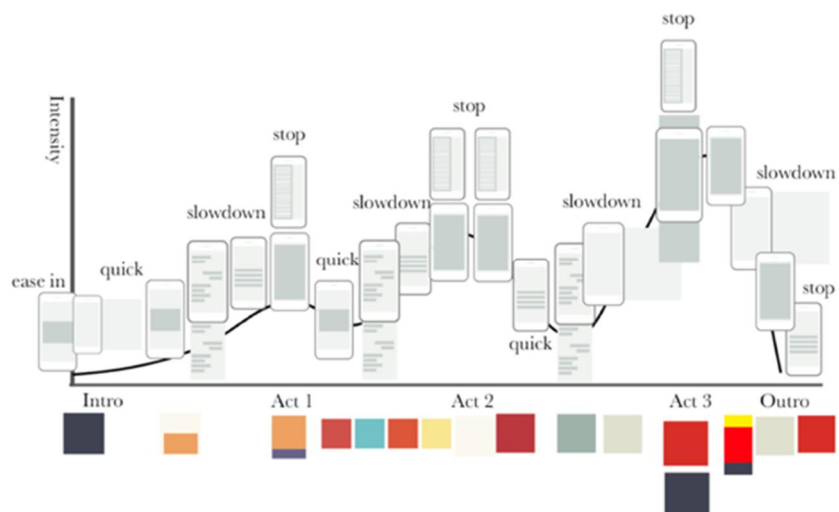 stop
stop
stop
Intensity
slowdown
slowdown
slowdown
slowdown
ease in
quick
quick
quick
stop
Intro
Act 1
Act 2
Act 3
Outro